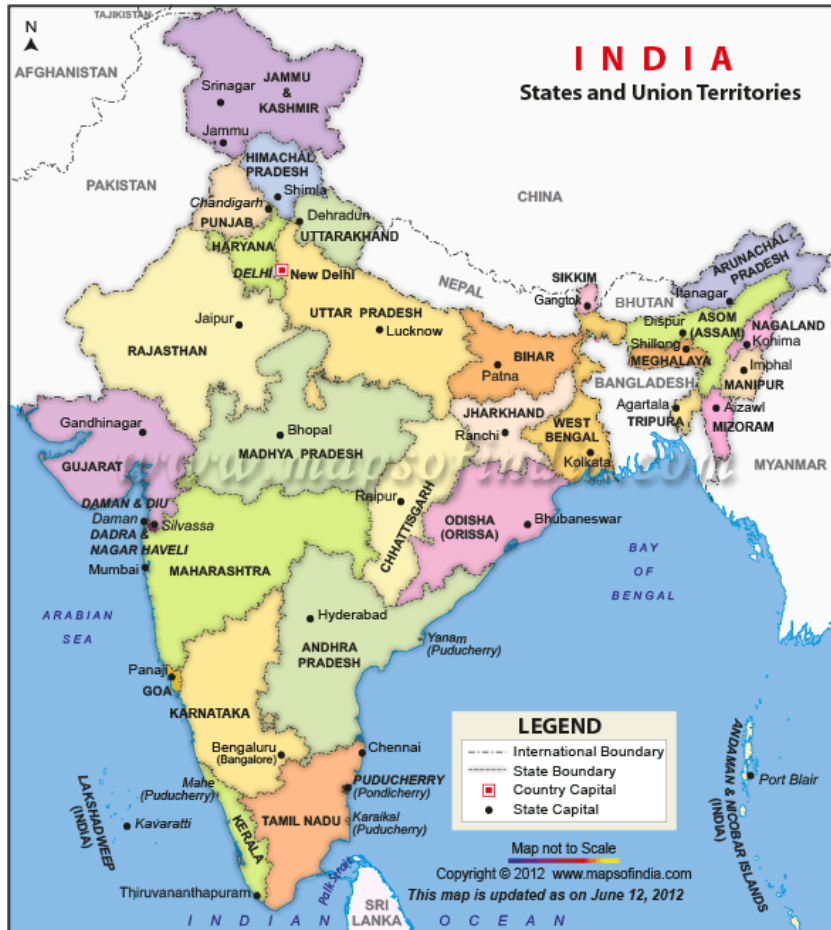 TAJIKISTAN
N
INDIA
States and Union Territories
AFGHANISTAN
JAMMU
&
KASHMIR
Srinagar
Jammu
PAKISTAN
CHINA
HIMACHAL
PRADESH
Shimla
Chandigarh
PUNJAB
Dehradun
UTTARAKHAND
HARYANA
DELHI
New Delhi
NEPAL
SIKKIM
Gangtok
BHUTAN
ARUNACHAL
PRADESH
Itanagar
ASOM
(ASSAM)
Dispur
NAGALAND
Kohima
Shillong
MEGHALAYA
Imphal
MANIPUR
BANGLADESH
Agartala
TRIPURA
Aizawl
MIZORAM
MYANMAR
Jaipur
RAJASTHAN
UTTAR PRADESH
Lucknow
BIHAR
Patna
JHARKHAND
Ranchi
WEST
BENGAL
Kolkata
Gandhinagar
GUJARAT
Bhopal
MADHYA PRADESH
www.mapsofindia.com
Raipur
CHHATTISGARH
ODISHA
(ORISSA)
Bhubaneswar
DAMAN & DIU
Daman
Silvassa
DADRA &
NAGAR HAVELI
Mumbai
MAHARASHTRA
BAY
OF
BENGAL
ARABIAN
SEA
Hyderabad
ANDHRA
PRADESH
Yanam
(Puducherry)
Panaji
GOA
KARNATAKA
Bengaluru
(Bangalore)
Chennai
Mahe
(Puducherry)
PUDUCHERRY
(Pondicherry)
TAMIL NADU
Karaikal
(Puducherry)
KERALA
LAKSHADWEEP
(INDIA)
Kavaratti
Thiruvananthapuram
Palk Strait
SRI
LANKA
INDIAN OCEAN
ANDAMAN & NICOBAR ISLANDS
(INDIA)
Port Blair
LEGEND
International Boundary
State Boundary
Country Capital
State Capital
Map not to Scale
Copyright © 2012 www.mapsofindia.com
This map is updated as on June 12, 2012